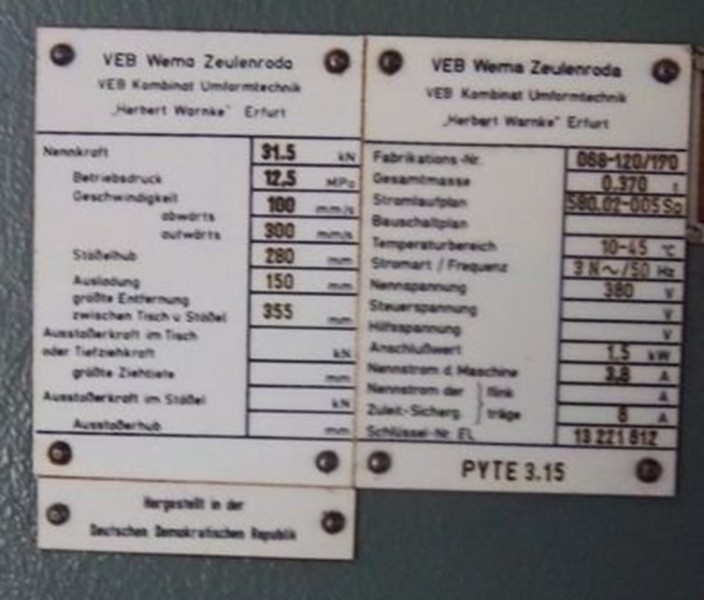 VEB Wema Zeulenroda
VEB Kombinat Umformtechnik
„Herbert Warnke“ Erfurt
Nennkraft 31.5 kN
Betriebsdruck 12,5 MPa
Geschwindigkeit
abwärts 100 mm/s
aufwärts 300 mm/s
Stößelhub 280 mm
Ausladung 150 mm
größte Entfernung
zwischen Tisch u Stößel 355 mm
Ausstoßerkraft im Tisch
oder Tiefziehkraft kN
größte Ziehtiefe mm
Ausstoßerkraft im Stößel kN
Ausstoßerhub mm
Hergestellt in der
Deutschen Demokratischen Republik
VEB Wema Zeulenroda
VEB Kombinat Umformtechnik
„Herbert Warnke“ Erfurt
Fabrikations-Nr. 068-120/190
Gesamtmasse 0.370 t
Stromlaufplan 580.02-005 Sa
Bauschaltplan
Temperaturbereich 10-45 °C
Stromart / Frequenz 3 N~/50 Hz
Nennspannung 380 V
Steuerspannung V
Hilfsspannung V
Anschlußwert 1,5 kW
Nennstrom d. Maschine 3,8 A
Nennstrom der } flink A
Zuleit-Sicherg. träge 6 A
Schlüssel-Nr. EL 13 221 812
PYTE 3.15